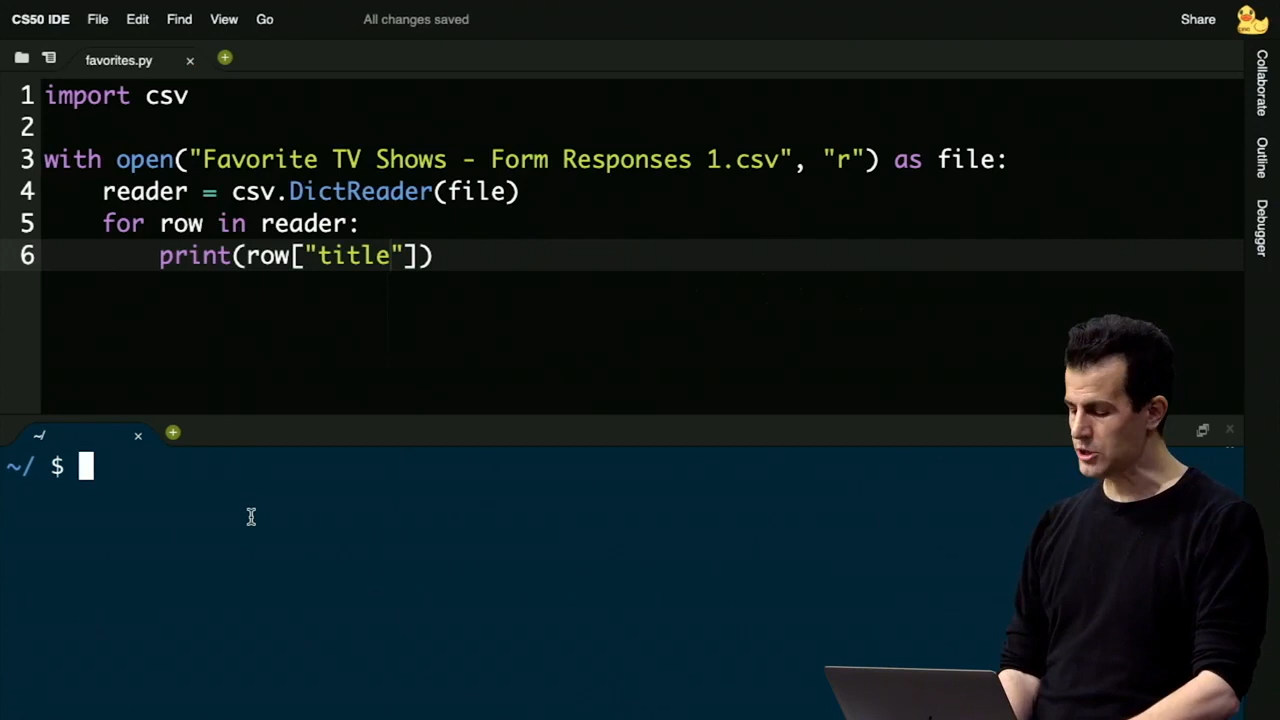 CS50 IDE File Edit Find View Go All changes saved Share
favorites.py
1 import csv
2
3 with open("Favorite TV Shows - Form Responses 1.csv", "r") as file:
4     reader = csv.DictReader(file)
5     for row in reader:
6         print(row["title"])
Collaborate
Outline
Debugger
~/ $